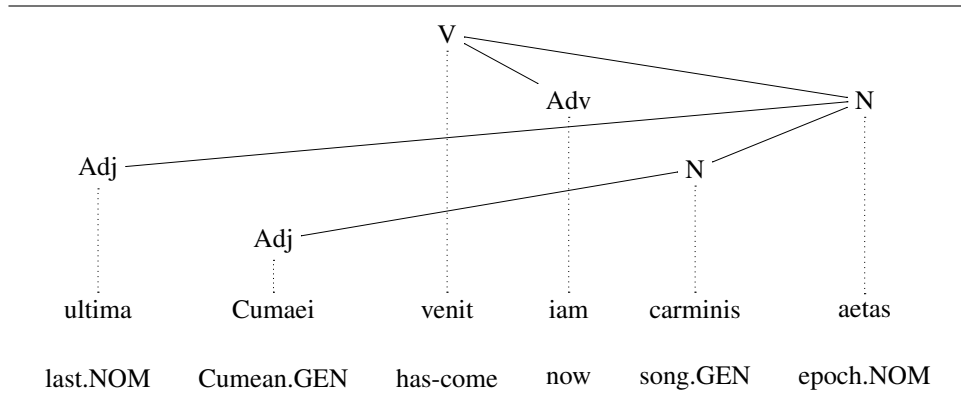 V
Adv N
Adj N
Adj
ultima Cumaei venit iam carminis aetas
last.NOM Cumean.GEN has-come now song.GEN epoch.NOM